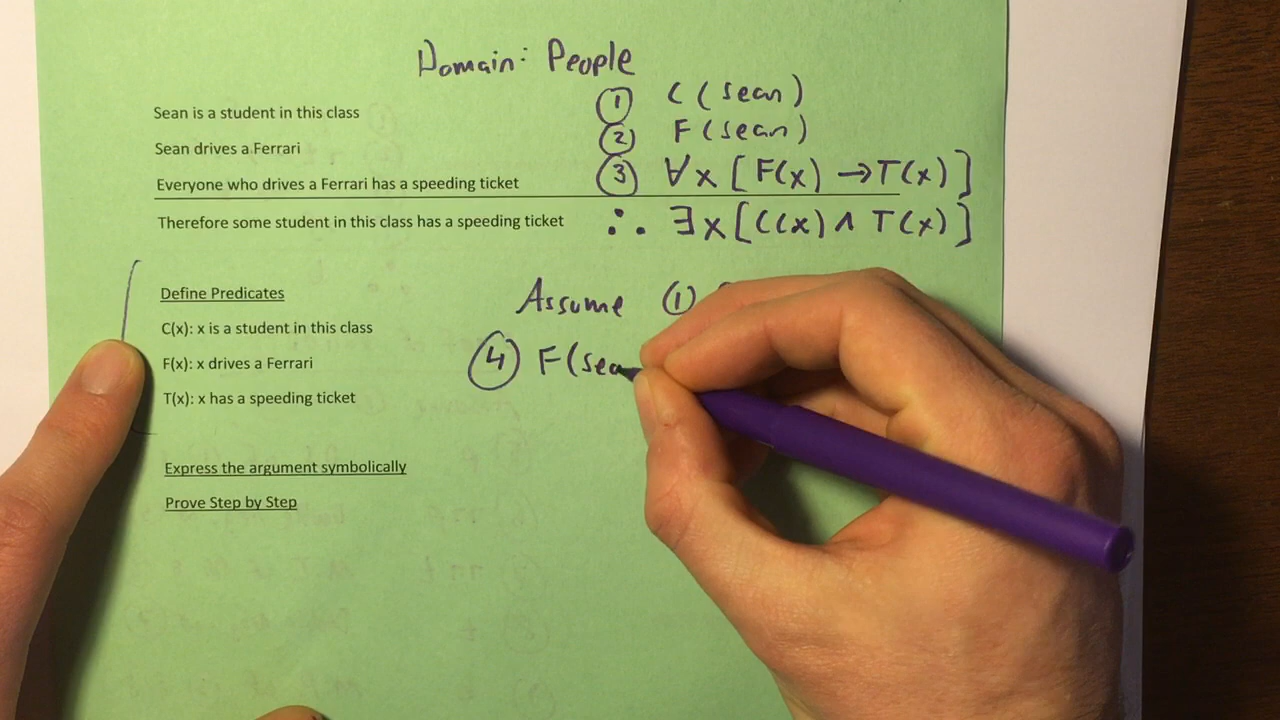 Domain: People
Sean is a student in this class ① C(sean)
Sean drives a Ferrari ② F(sean)
Everyone who drives a Ferrari has a speeding ticket ③ ∀x[F(x) → T(x)]
Therefore some student in this class has a speeding ticket ∴ ∃x[C(x) ∧ T(x)]
Assume ①
Define Predicates
C(x): x is a student in this class
④ F(sea
F(x): x drives a Ferrari
T(x): x has a speeding ticket
Express the argument symbolically
Prove Step by Step